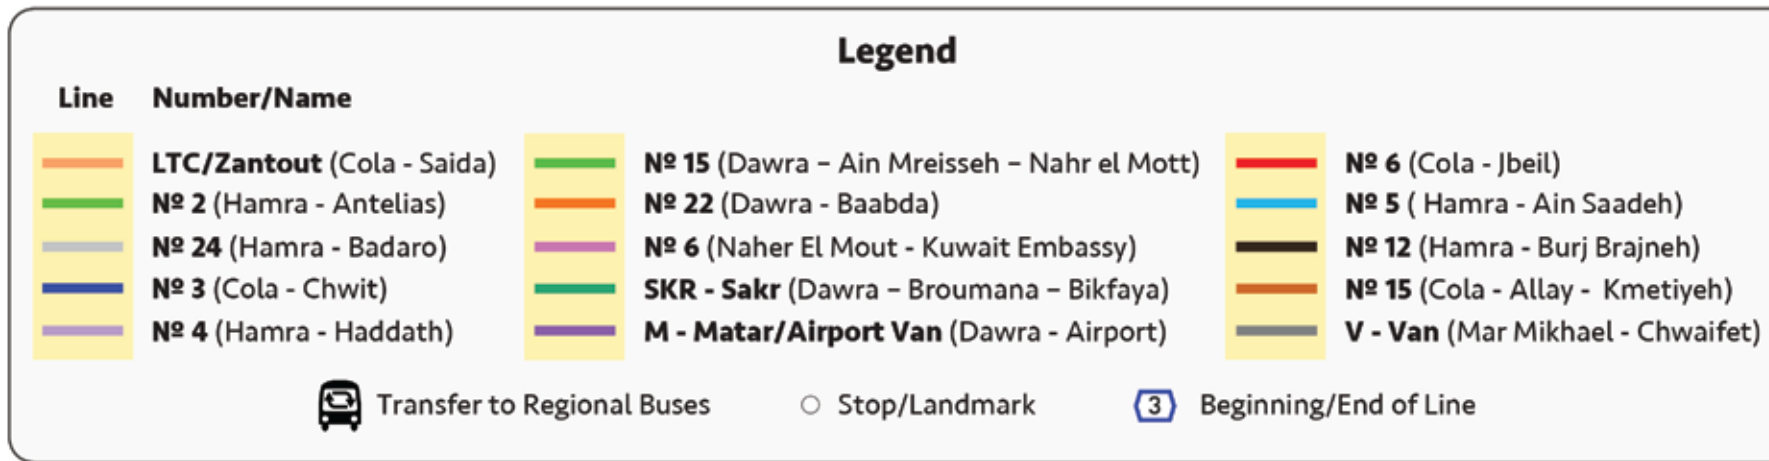 Legend
Line Number/Name
LTC/Zantout (Cola - Saida)
Nº 2 (Hamra - Antelias)
Nº 24 (Hamra - Badaro)
Nº 3 (Cola - Chwit)
Nº 4 (Hamra - Haddath)
Nº 15 (Dawra – Ain Mreisseh – Nahr el Mott)
Nº 22 (Dawra - Baabda)
Nº 6 (Naher El Mout - Kuwait Embassy)
SKR - Sakr (Dawra – Broumana – Bikfaya)
M - Matar/Airport Van (Dawra - Airport)
Nº 6 (Cola - Jbeil)
Nº 5 ( Hamra - Ain Saadeh)
Nº 12 (Hamra - Burj Brajneh)
Nº 15 (Cola - Allay - Kmetiyeh)
V - Van (Mar Mikhael - Chwaifet)
Transfer to Regional Buses
Stop/Landmark
3 Beginning/End of Line